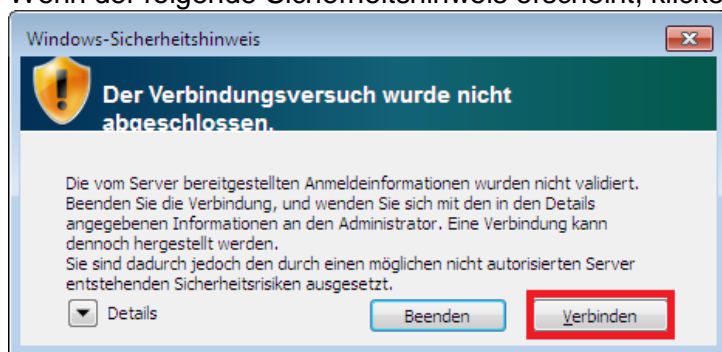 Wenn der folgende Sicherheitshinweis erscheint, klicke
Windows-Sicherheitshinweis
Der Verbindungsversuch wurde nicht
abgeschlossen.
Die vom Server bereitgestellten Anmeldeinformationen wurden nicht validiert.
Beenden Sie die Verbindung, und wenden Sie sich mit den in den Details
angegebenen Informationen an den Administrator. Eine Verbindung kann
dennoch hergestellt werden.
Sie sind dadurch jedoch den durch einen möglichen nicht autorisierten Server
entstehenden Sicherheitsrisiken ausgesetzt.
Details
Beenden
Verbinden